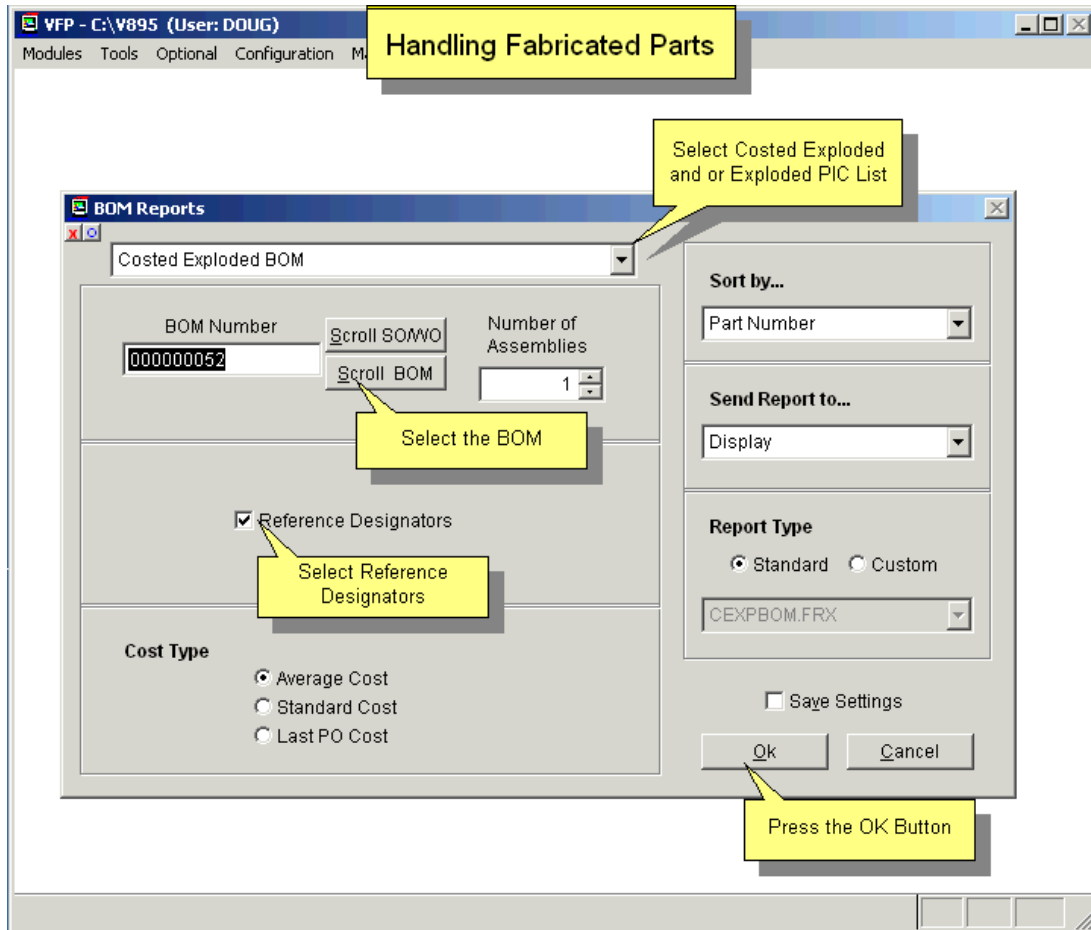 VFP - C:\V895 (User: DOUG)
Handling Fabricated Parts
Modules Tools Optional Configuration
Select Costed Exploded
and or Exploded PIC List
BOM Reports
Costed Exploded BOM
BOM Number
000000052
Scroll SO/WO
Scroll BOM
Number of
Assemblies
1
Select the BOM
Reference Designators
Select Reference
Designators
Cost Type
Average Cost
Standard Cost
Last PO Cost
Sort by...
Part Number
Send Report to...
Display
Report Type
Standard Custom
CEXPBOM.FRX
Save Settings
Ok Cancel
Press the OK Button